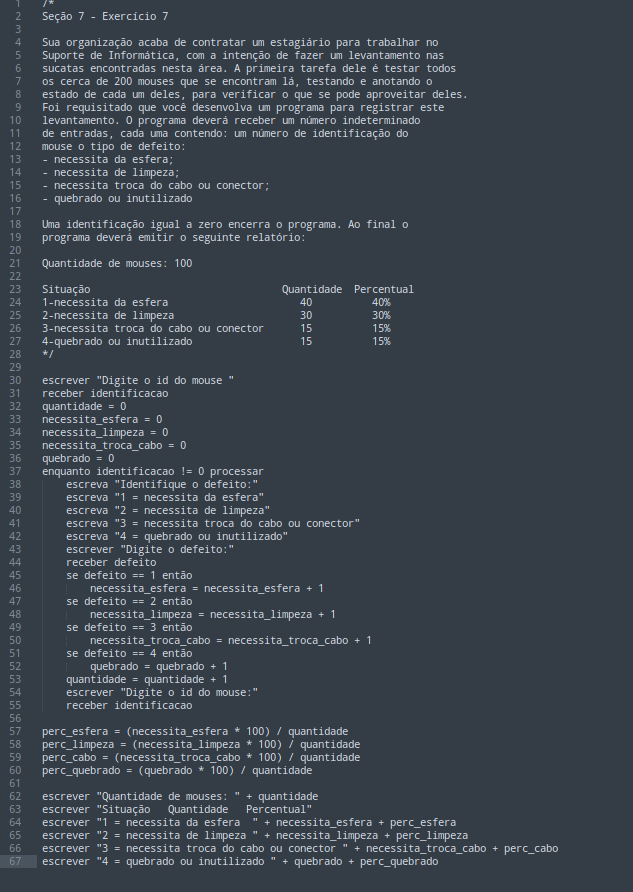 1 /*
2 Seção 7 - Exercício 7
3
4 Sua organização acaba de contratar um estagiário para trabalhar no
5 Suporte de Informática, com a intenção de fazer um levantamento nas
6 sucatas encontradas nesta área. A primeira tarefa dele é testar todos
7 os cerca de 200 mouses que se encontram lá, testando e anotando o
8 estado de cada um deles, para verificar o que se pode aproveitar deles.
9 Foi requisitado que você desenvolva um programa para registrar este
10 levantamento. O programa deverá receber um número indeterminado
11 de entradas, cada uma contendo: um número de identificação do
12 mouse o tipo de defeito:
13 - necessita da esfera;
14 - necessita de limpeza;
15 - necessita troca do cabo ou conector;
16 - quebrado ou inutilizado
17
18 Uma identificação igual a zero encerra o programa. Ao final o
19 programa deverá emitir o seguinte relatório:
20
21 Quantidade de mouses: 100
22
23 Situação Quantidade Percentual
24 1-necessita da esfera 40 40%
25 2-necessita de limpeza 30 30%
26 3-necessita troca do cabo ou conector 15 15%
27 4-quebrado ou inutilizado 15 15%
28 */
29
30 escrever "Digite o id do mouse "
31 receber identificacao
32 quantidade = 0
33 necessita_esfera = 0
34 necessita_limpeza = 0
35 necessita_troca_cabo = 0
36 quebrado = 0
37 enquanto identificacao != 0 processar
38 escreva "Identifique o defeito:"
39 escreva "1 = necessita da esfera"
40 escreva "2 = necessita de limpeza"
41 escreva "3 = necessita troca do cabo ou conector"
42 escreva "4 = quebrado ou inutilizado"
43 escrever "Digite o defeito:"
44 receber defeito
45 se defeito == 1 então
46 necessita_esfera = necessita_esfera + 1
47 se defeito == 2 então
48 necessita_limpeza = necessita_limpeza + 1
49 se defeito == 3 então
50 necessita_troca_cabo = necessita_troca_cabo + 1
51 se defeito == 4 então
52 quebrado = quebrado + 1
53 quantidade = quantidade + 1
54 escrever "Digite o id do mouse:"
55 receber identificacao
56
57 perc_esfera = (necessita_esfera * 100) / quantidade
58 perc_limpeza = (necessita_limpeza * 100) / quantidade
59 perc_cabo = (necessita_troca_cabo * 100) / quantidade
60 perc_quebrado = (quebrado * 100) / quantidade
61
62 escrever "Quantidade de mouses: " + quantidade
63 escrever "Situação Quantidade Percentual"
64 escrever "1 = necessita da esfera " + necessita_esfera + perc_esfera
65 escrever "2 = necessita de limpeza " + necessita_limpeza + perc_limpeza
66 escrever "3 = necessita troca do cabo ou conector " + necessita_troca_cabo + perc_cabo
67 escrever "4 = quebrado ou inutilizado " + quebrado + perc_quebrado